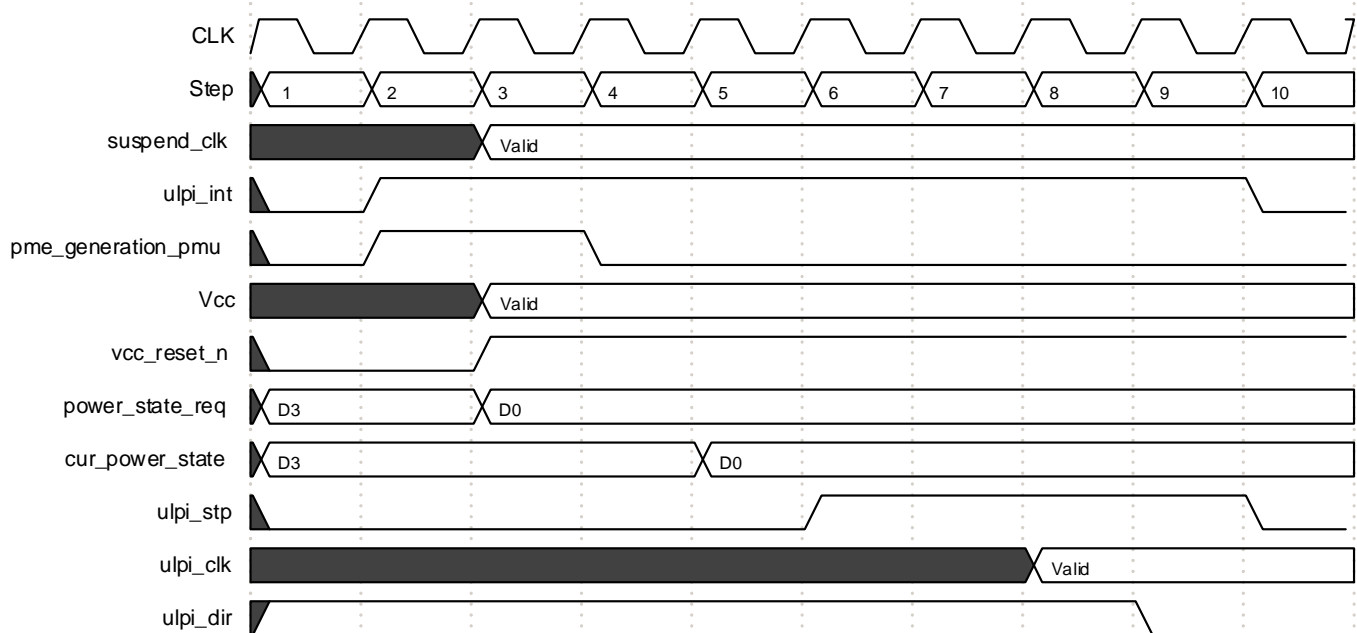 CLK
Step 1 2 3 4 5 6 7 8 9 10
suspend_clk Valid
ulpi_int
pme_generation_pmu
Vcc Valid
vcc_reset_n
power_state_req D3 D0
cur_power_state D3 D0
ulpi_stp
ulpi_clk Valid
ulpi_dir